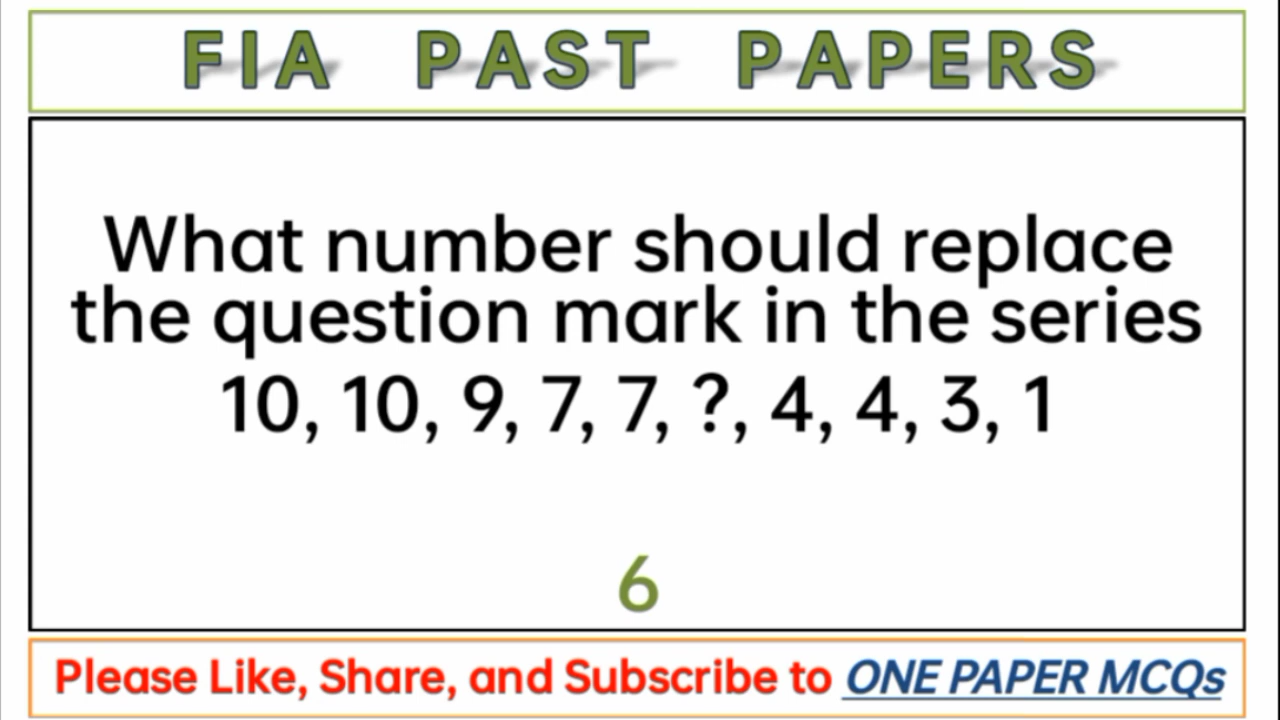 FIA PAST PAPERS
What number should replace
the question mark in the series
10, 10, 9, 7, 7, ?, 4, 4, 3, 1
6
Please Like, Share, and Subscribe to ONE PAPER MCQs